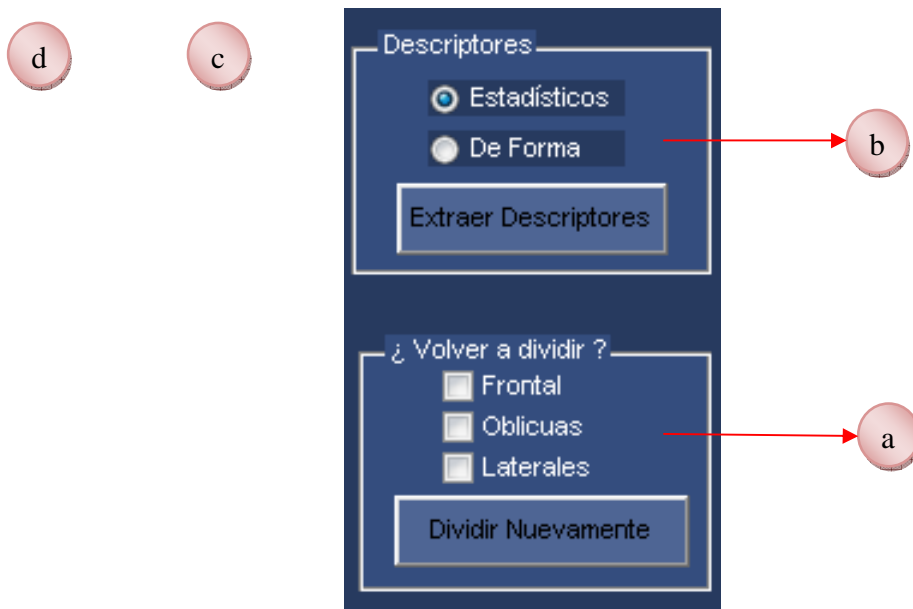 d
c
Descriptores
Estadísticos
De Forma
b
Extraer Descriptores
¿ Volver a dividir ?
Frontal
Oblicuas
a
Laterales
Dividir Nuevamente